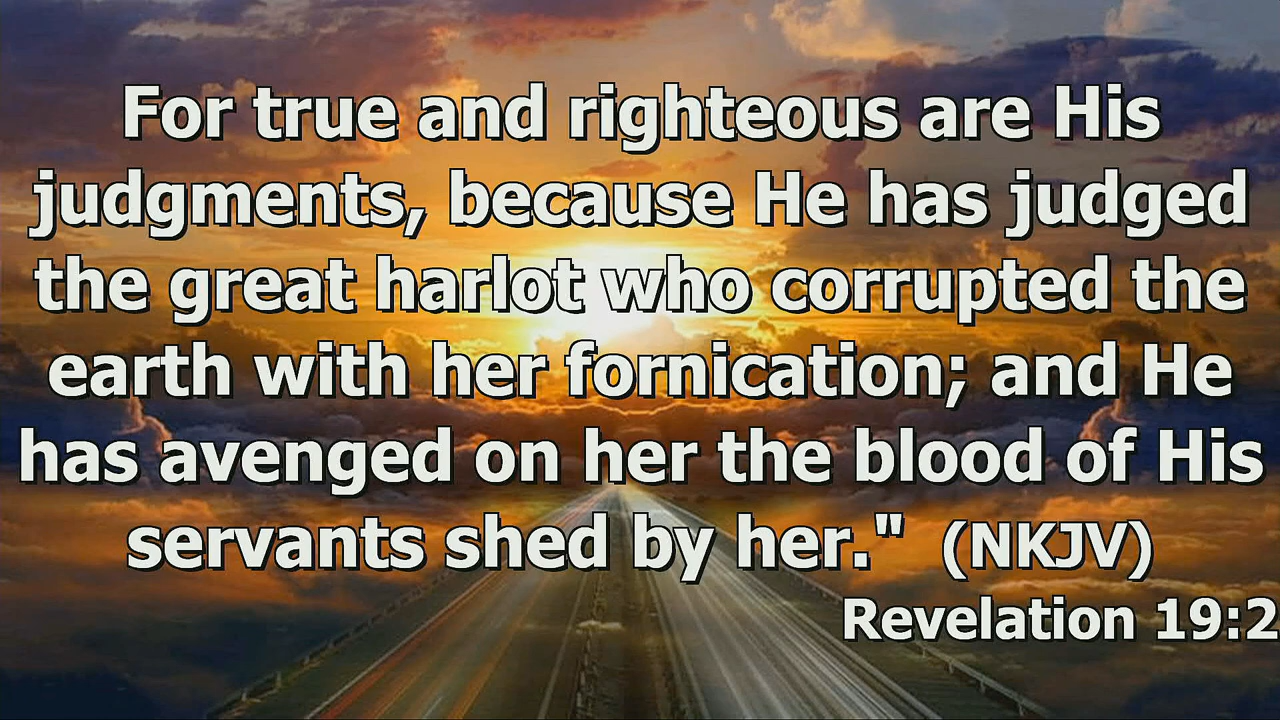 For true and righteous are His
judgments, because He has judged
the great harlot who corrupted the
earth with her fornication; and He
has avenged on her the blood of His
servants shed by her." (NKJV)
Revelation 19:2